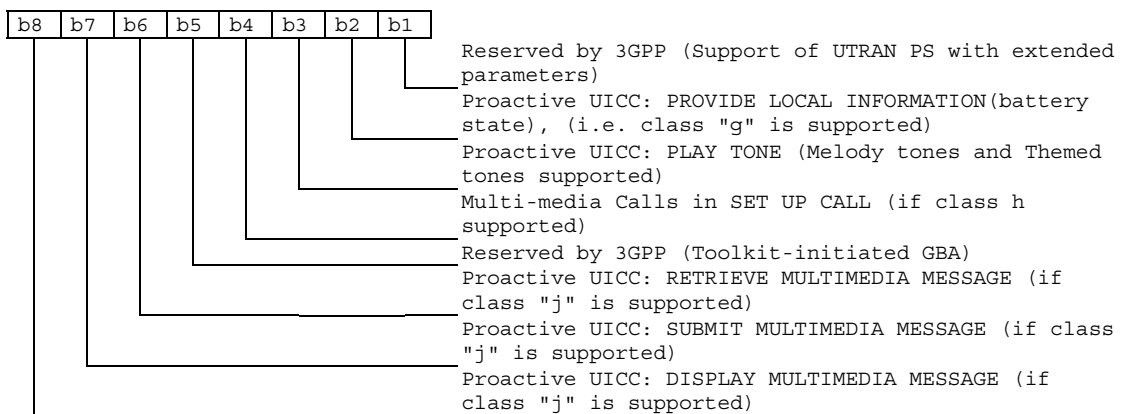 b8 b7 b6 b5 b4 b3 b2 b1
Reserved by 3GPP (Support of UTRAN PS with extended
parameters)
Proactive UICC: PROVIDE LOCAL INFORMATION(battery
state), (i.e. class "g" is supported)
Proactive UICC: PLAY TONE (Melody tones and Themed
tones supported)
Multi-media Calls in SET UP CALL (if class h
supported)
Reserved by 3GPP (Toolkit-initiated GBA)
Proactive UICC: RETRIEVE MULTIMEDIA MESSAGE (if
class "j" is supported)
Proactive UICC: SUBMIT MULTIMEDIA MESSAGE (if class
"j" is supported)
Proactive UICC: DISPLAY MULTIMEDIA MESSAGE (if
class "j" is supported)